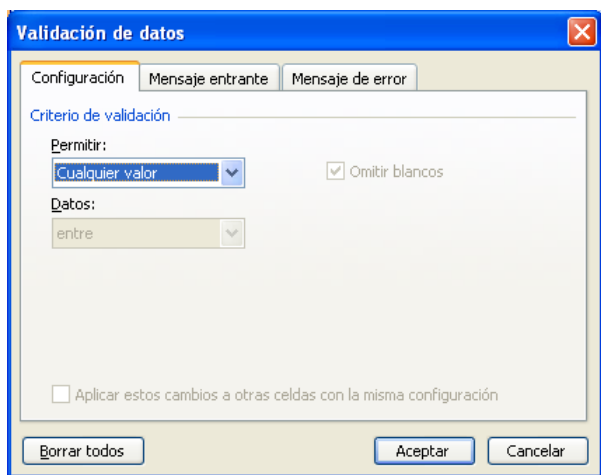 Validación de datos
Configuración Mensaje entrante Mensaje de error
Criterio de validación
Permitir:
Cualquier valor Omitir blancos
Datos:
entre
Aplicar estos cambios a otras celdas con la misma configuración
Borrar todos Aceptar Cancelar